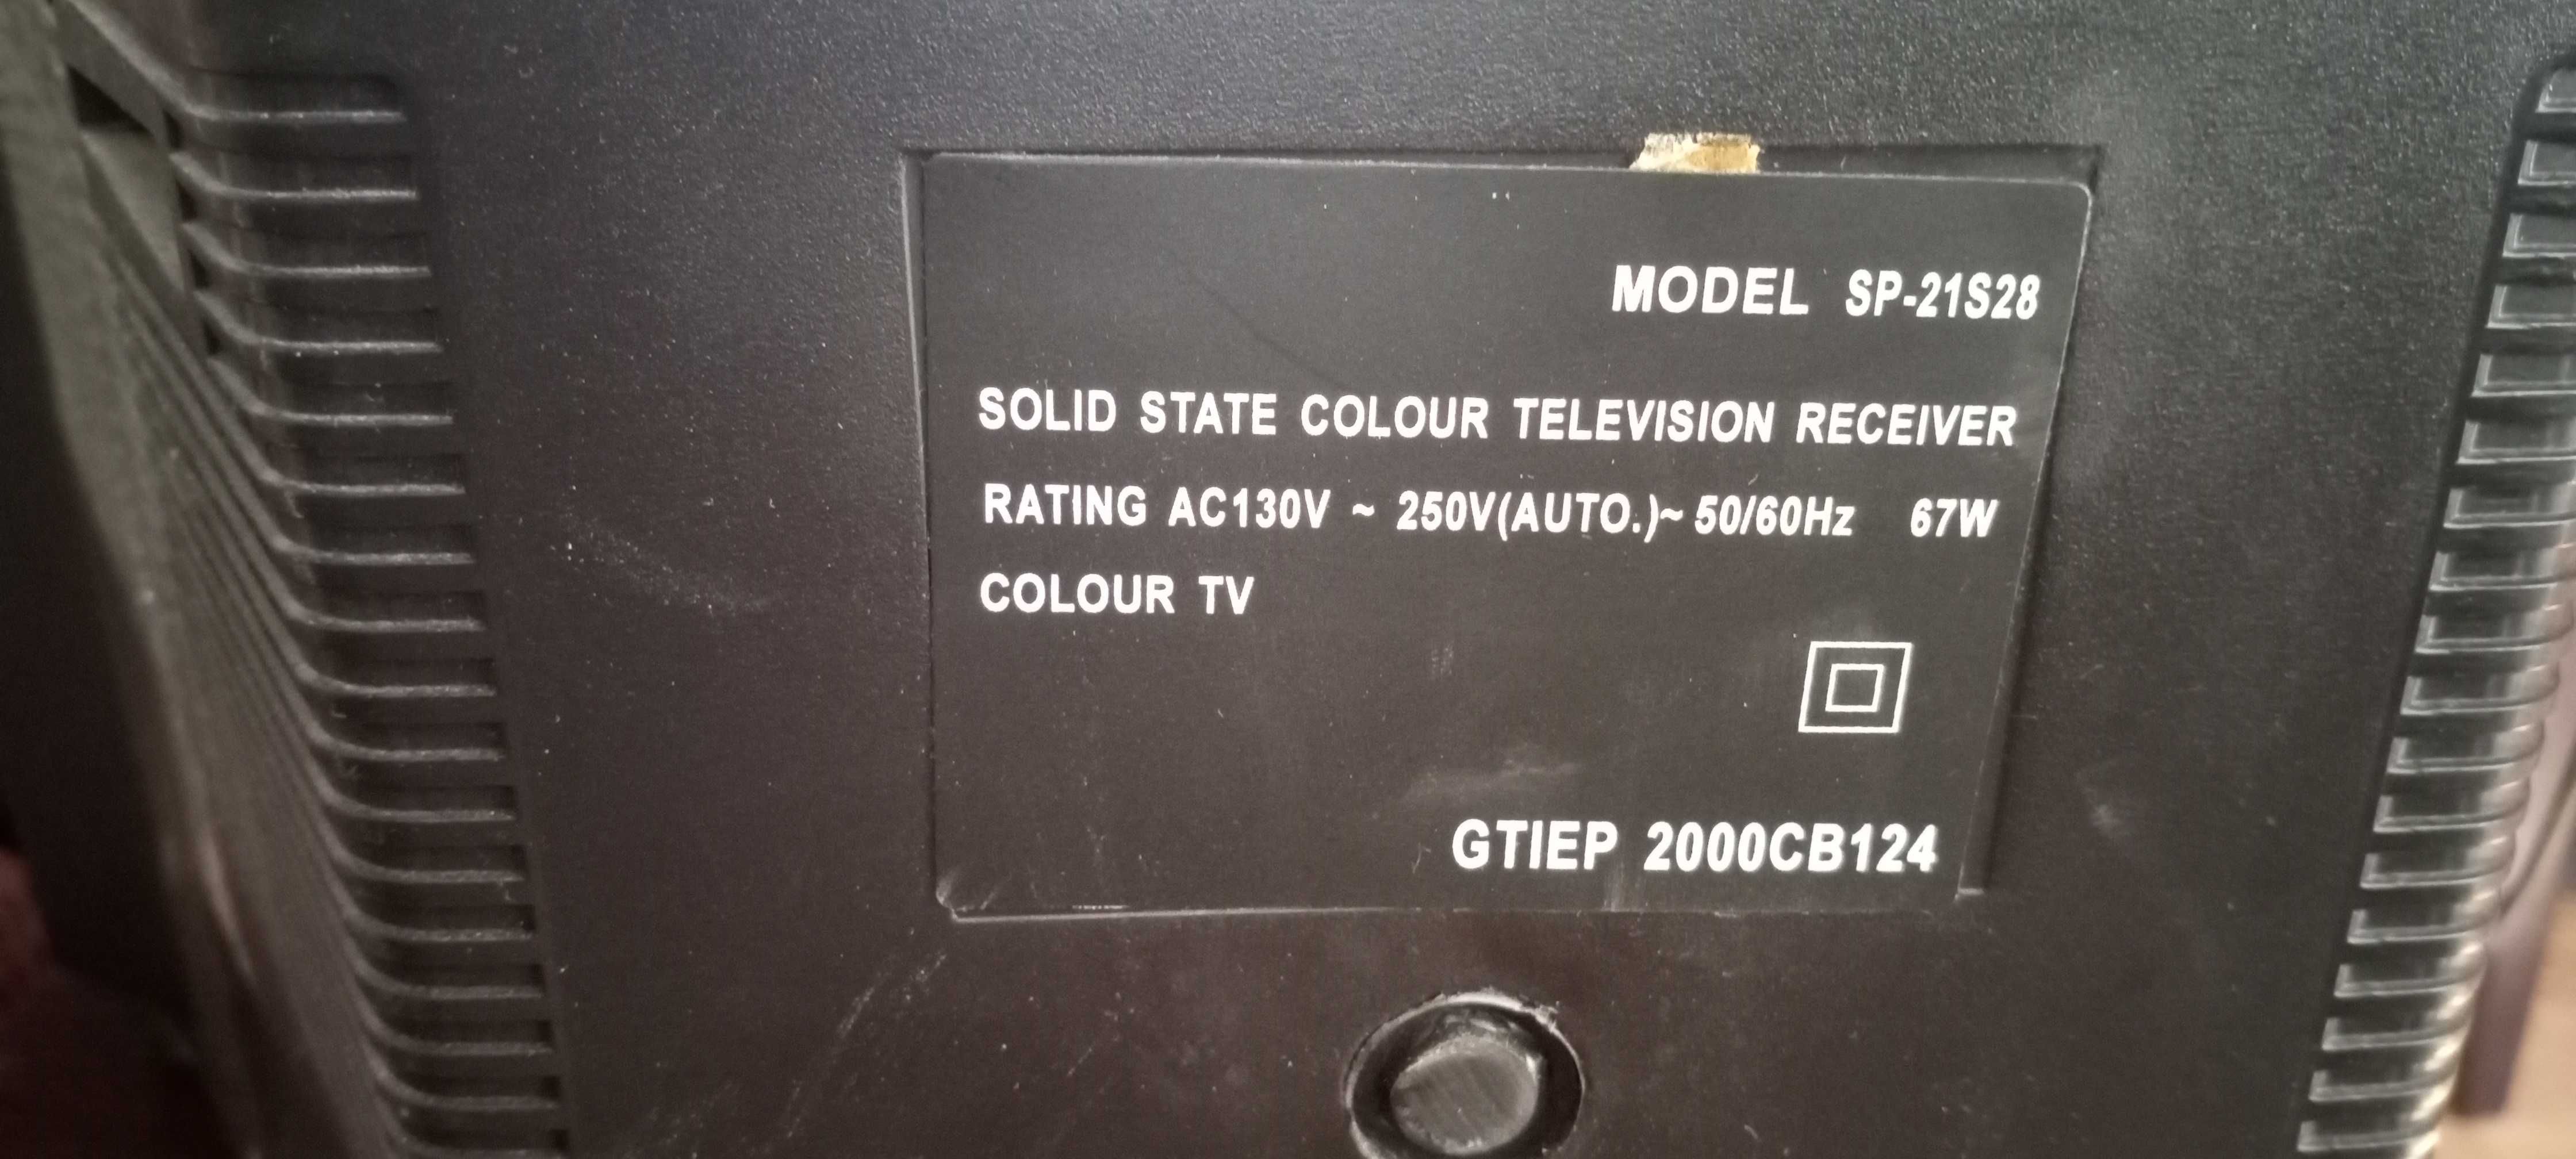 MODEL SP-21S28
SOLID STATE COLOUR TELEVISION RECEIVER
RATING AC130V ~ 250V(AUTO.)~ 50/60Hz 67W
COLOUR TV
GTIEP 2000CB124